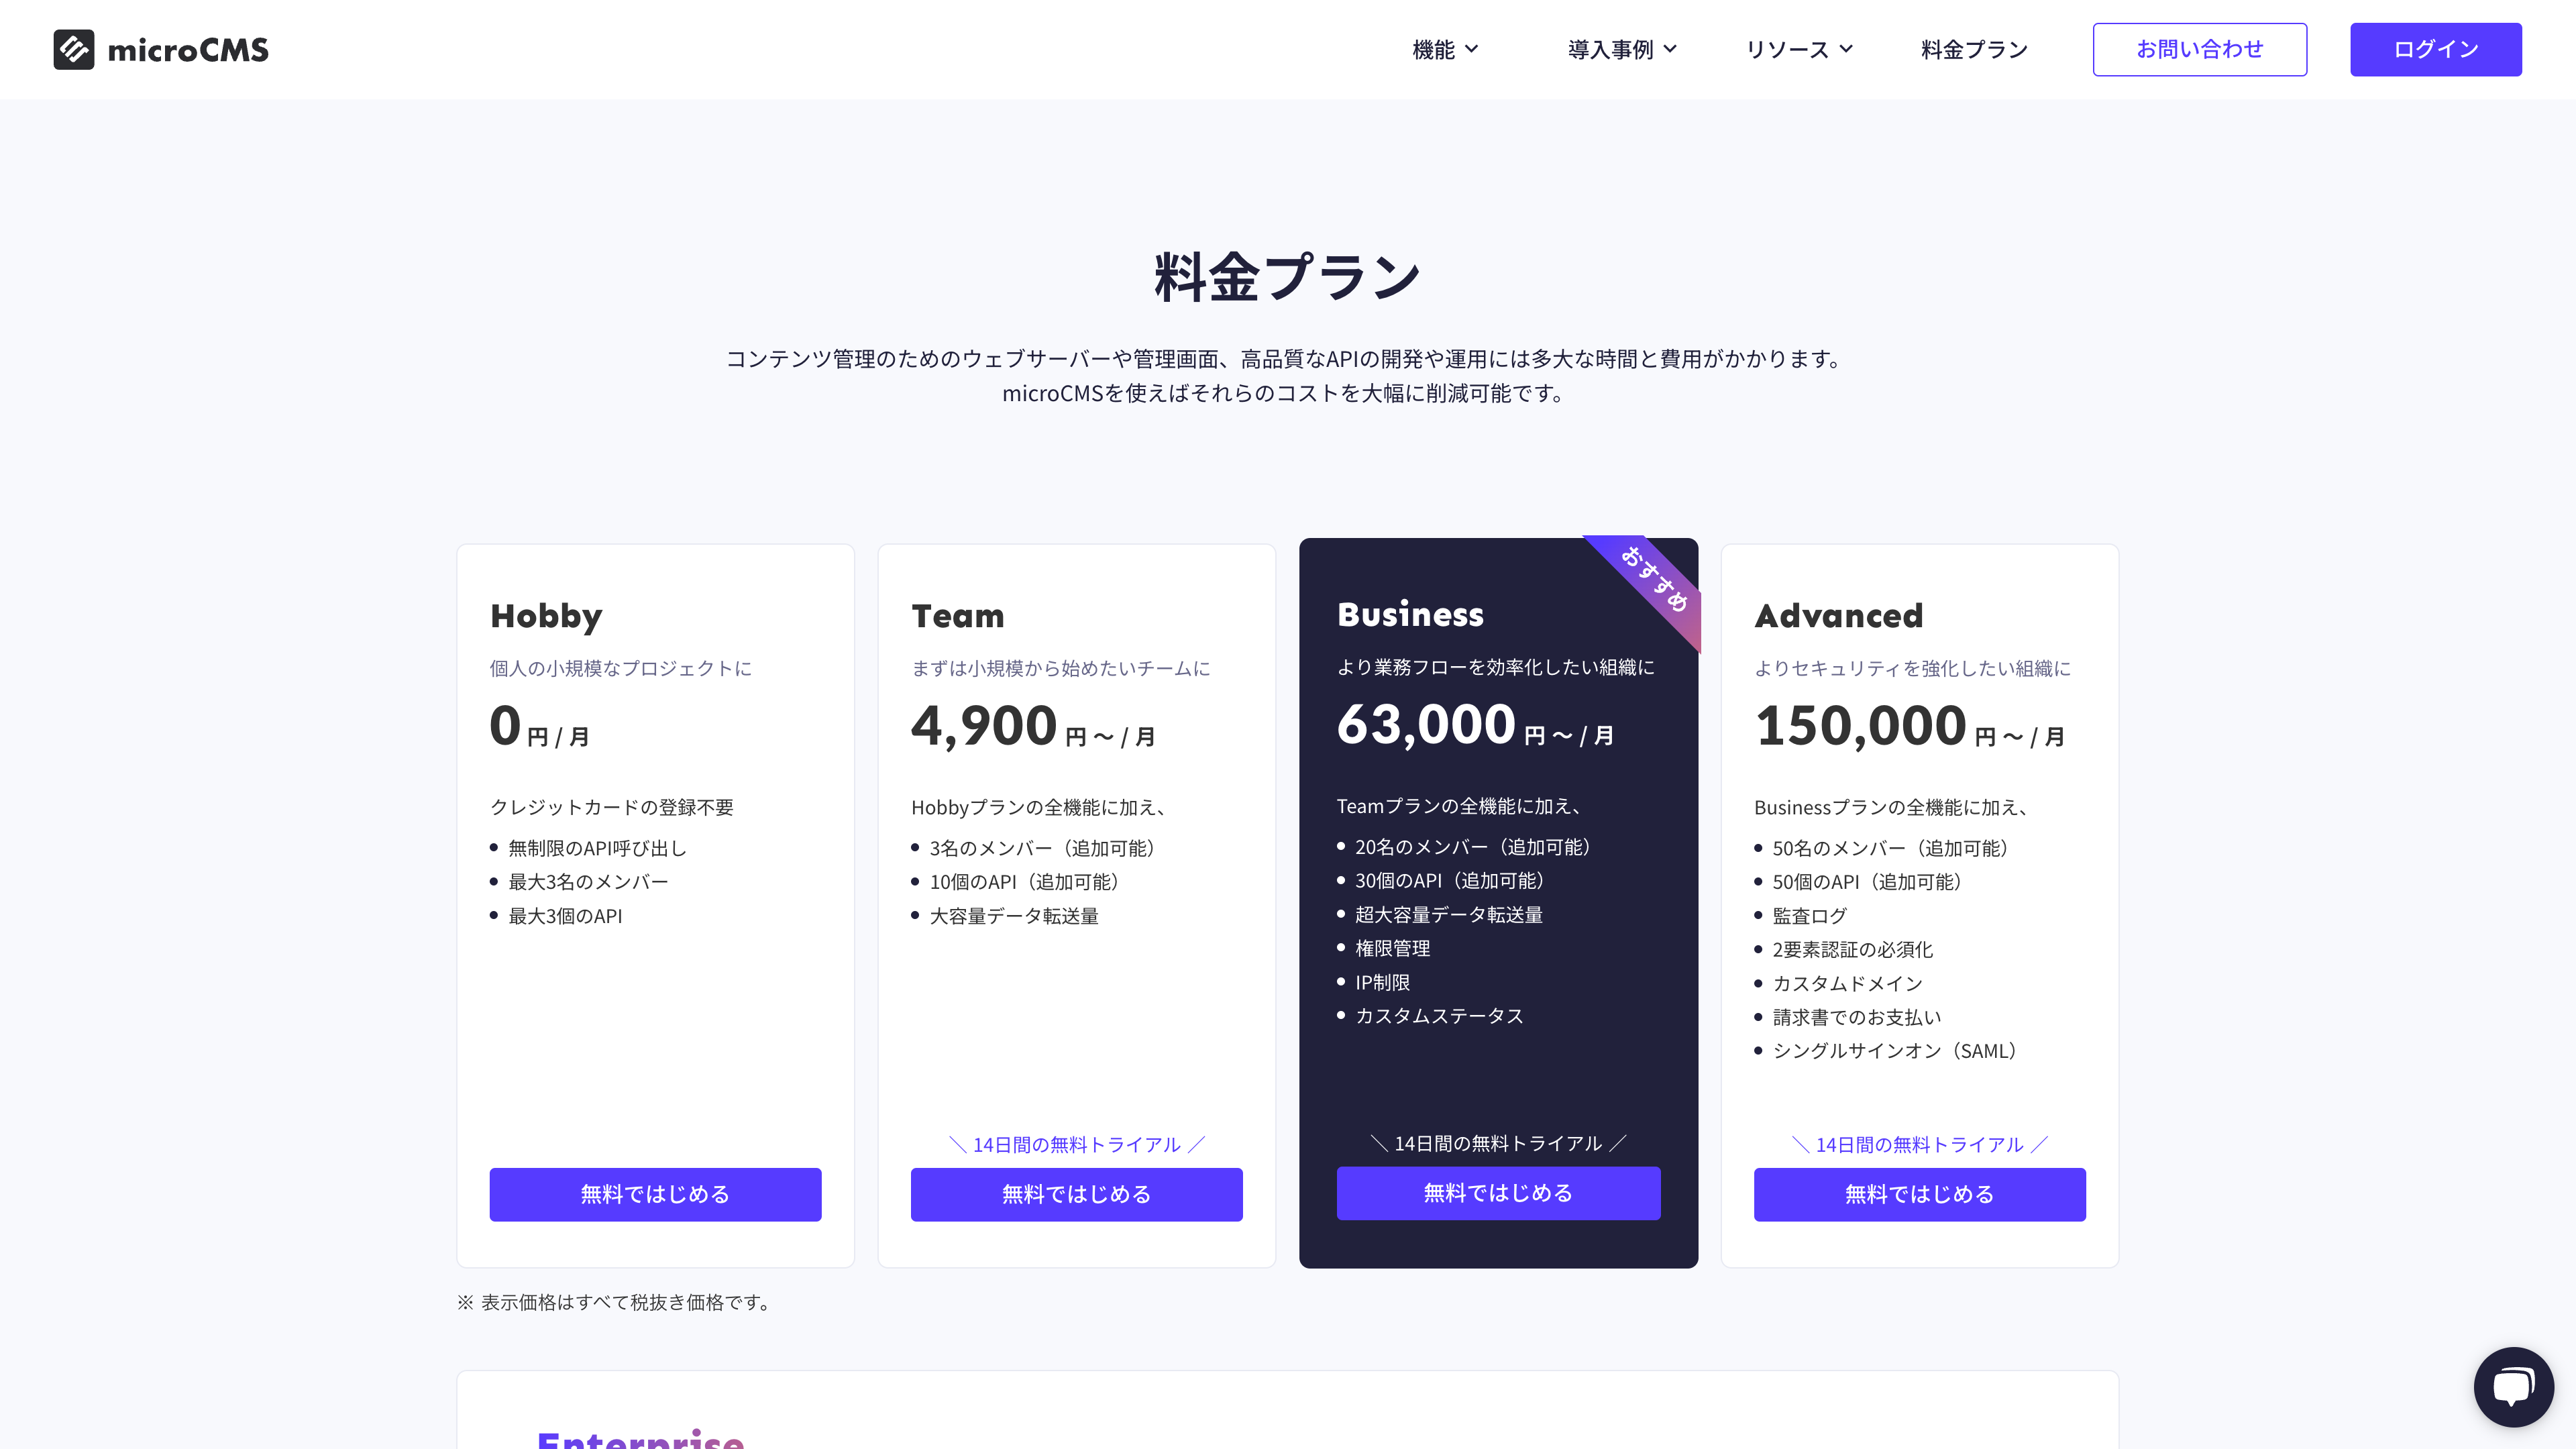 microCMS
機能
導入事例
リソース
料金プラン
お問い合わせ
ログイン
料金プラン
コンテンツ管理のためのウェブサーバーや管理画面、高品質なAPIの開発や運用には多大な時間と費用がかかります。
microCMSを使えばそれらのコストを大幅に削減可能です。
Hobby
個人の小規模なプロジェクトに
0 円 / 月
クレジットカードの登録不要
無制限のAPI呼び出し
最大3名のメンバー
最大3個のAPI
無料ではじめる
Team
まずは小規模から始めたいチームに
4,900 円 〜 / 月
Hobbyプランの全機能に加え、
3名のメンバー（追加可能）
10個のAPI（追加可能）
大容量データ転送量
＼ 14日間の無料トライアル ／
無料ではじめる
おすすめ
Business
より業務フローを効率化したい組織に
63,000 円 〜 / 月
Teamプランの全機能に加え、
20名のメンバー（追加可能）
30個のAPI（追加可能）
超大容量データ転送量
権限管理
IP制限
カスタムステータス
＼ 14日間の無料トライアル ／
無料ではじめる
Advanced
よりセキュリティを強化したい組織に
150,000 円 〜 / 月
Businessプランの全機能に加え、
50名のメンバー（追加可能）
50個のAPI（追加可能）
監査ログ
2要素認証の必須化
カスタムドメイン
請求書でのお支払い
シングルサインオン（SAML）
＼ 14日間の無料トライアル ／
無料ではじめる
※ 表示価格はすべて税抜き価格です。
Enterprise